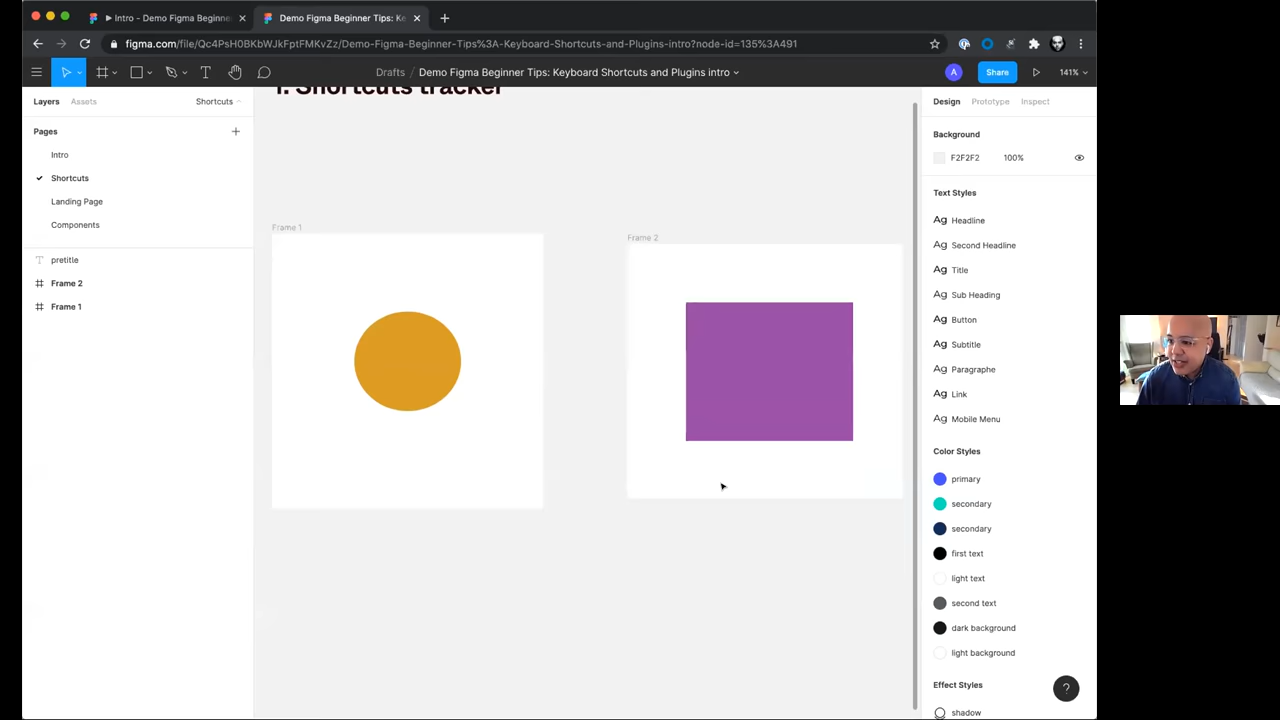 Intro - Demo Figma Beginner
Demo Figma Beginner Tips: Ke
figma.com/file/Qc4PsH0BKbWJkFptFMKvZz/Demo-Figma-Beginner-Tips%3A-Keyboard-Shortcuts-and-Plugins-intro?node-id=135%3A491
Drafts / Demo Figma Beginner Tips: Keyboard Shortcuts and Plugins intro
A
Share
141%
Layers
Assets
Shortcuts
Pages
Intro
Shortcuts
Landing Page
Components
pretitle
Frame 2
Frame 1
1. Shortcuts tracker
Frame 1
Frame 2
Design
Prototype
Inspect
Background
F2F2F2
100%
Text Styles
Ag Headline
Ag Second Headline
Ag Title
Ag Sub Heading
Ag Button
Ag Subtitle
Ag Paragraphe
Ag Link
Ag Mobile Menu
Color Styles
primary
secondary
secondary
first text
light text
second text
dark background
light background
Effect Styles
shadow
?